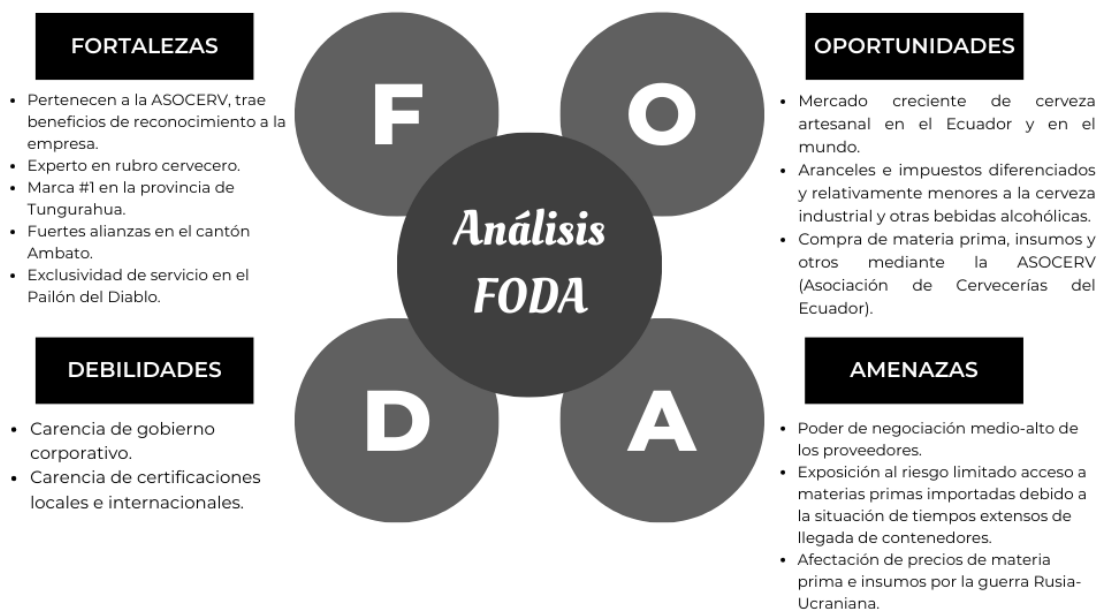 FORTALEZAS
• Pertenecen a la ASOCERV, trae
beneficios de reconocimiento a la
empresa.
• Experto en rubro cervecero.
• Marca #1 en la provincia de
Tungurahua.
• Fuertes alianzas en el cantón
Ambato.
• Exclusividad de servicio en el
Pailón del Diablo.
F
O
Análisis
FODA
D
A
OPORTUNIDADES
• Mercado creciente de cerveza
artesanal en el Ecuador y en el
mundo.
• Aranceles e impuestos diferenciados
y relativamente menores a la cerveza
industrial y otras bebidas alcohólicas.
• Compra de materia prima, insumos y
otros mediante la ASOCERV
(Asociación de Cervecerías del
Ecuador).
DEBILIDADES
• Carencia de gobierno
corporativo.
• Carencia de certificaciones
locales e internacionales.
AMENAZAS
• Poder de negociación medio-alto de
los proveedores.
• Exposición al riesgo limitado acceso a
materias primas importadas debido a
la situación de tiempos extensos de
llegada de contenedores.
• Afectación de precios de materia
prima e insumos por la guerra Rusia-
Ucraniana.